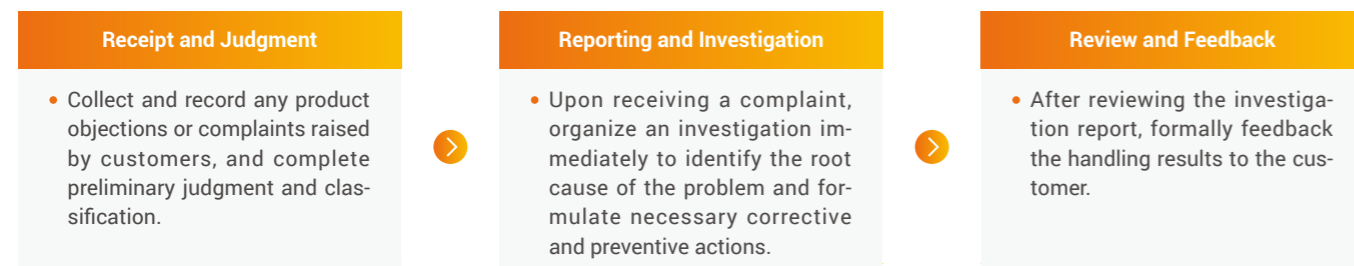 Receipt and Judgment
• Collect and record any product
objections or complaints raised
by customers, and complete
preliminary judgment and clas-
sification.
Reporting and Investigation
• Upon receiving a complaint,
organize an investigation im-
mediately to identify the root
cause of the problem and for-
mulate necessary corrective
and preventive actions.
Review and Feedback
• After reviewing the investiga-
tion report, formally feedback
the handling results to the cus-
tomer.